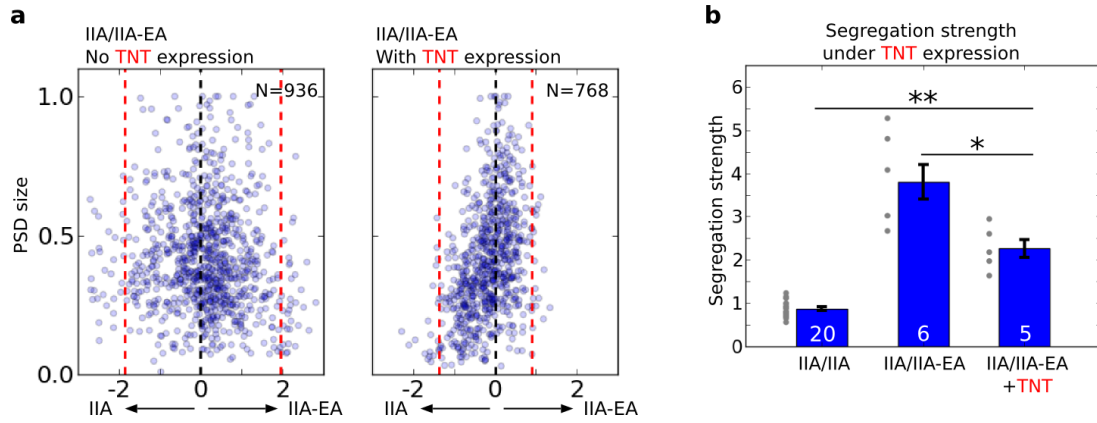 a
IIA/IIA-EA
No TNT expression
IIA/IIA-EA
With TNT expression
PSD size
1.0
0.5
0.0
N=936
N=768
-2
0
2
-2
0
2
IIA
IIA-EA
IIA
IIA-EA
b
Segregation strength
under TNT expression
Segregation strength
6
5
4
3
2
1
0
**
*
20
6
5
IIA/IIA
IIA/IIA-EA
IIA/IIA-EA
+TNT